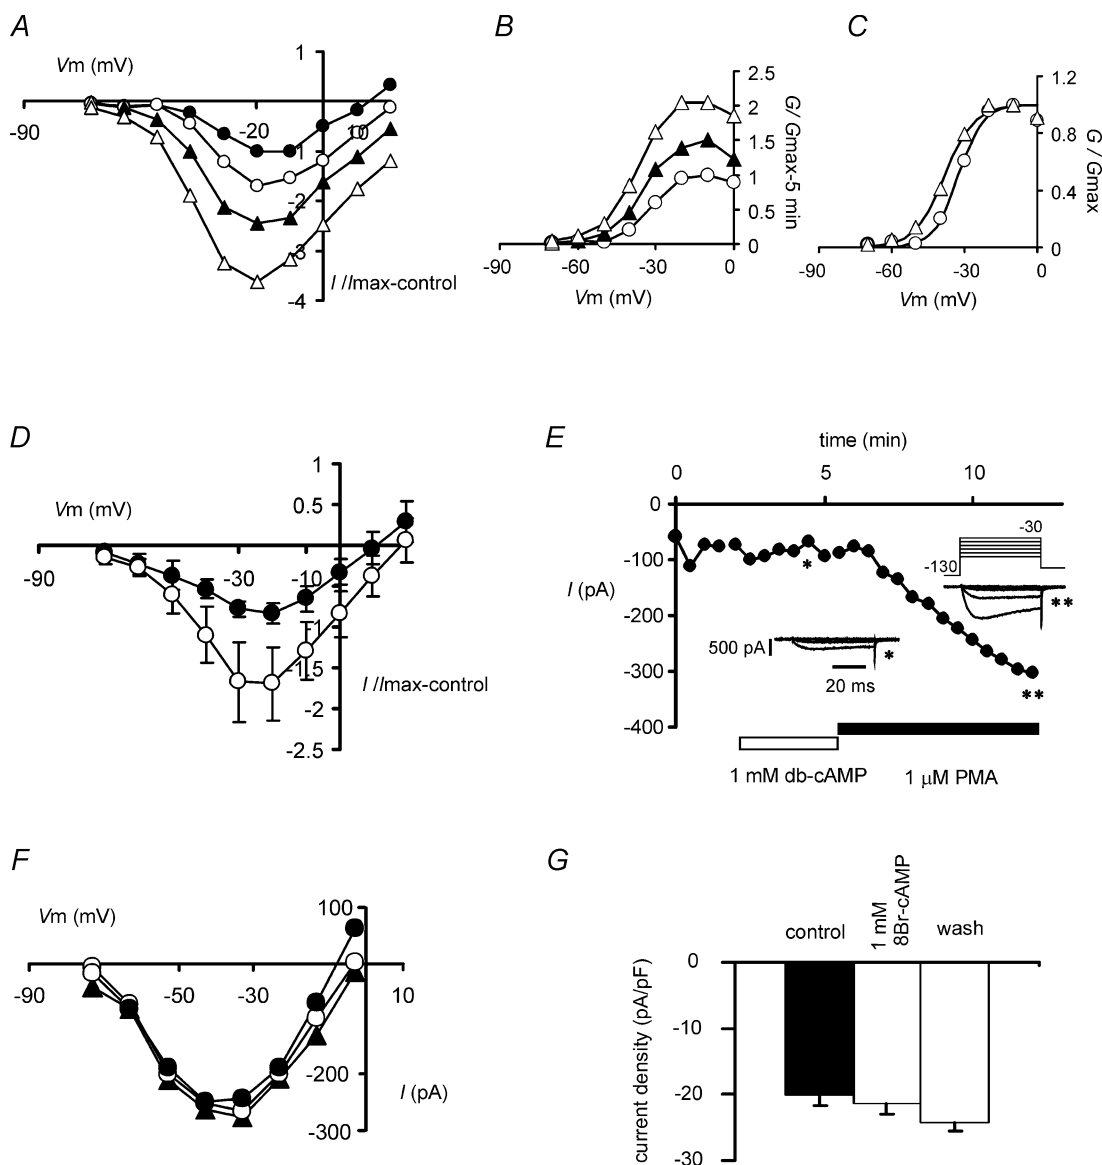 A
B
C
Vm (mV)
1
-90
-20
10
-1
-2
-3
-4
I /Imax-control
2.5
2
1.5
1
0.5
0
G/ Gmax-5 min
-90
-60
-30
0
Vm (mV)
1.2
0.8
0.4
0
G / Gmax
-90
-60
-30
0
Vm (mV)
D
E
Vm (mV)
1
0.5
-90
-30
-10
-1
-1.5
-2
-2.5
I /Imax-control
time (min)
0
5
10
0
-100
-200
-300
-400
I (pA)
*
-30
-130
**
500 pA
*
20 ms
**
1 mM db-cAMP
1 μM PMA
F
G
Vm (mV)
100
-90
-50
-30
10
-200
-300
I (pA)
control
1 mM
8Br-cAMP
wash
0
-10
-20
-30
current density (pA/pF)